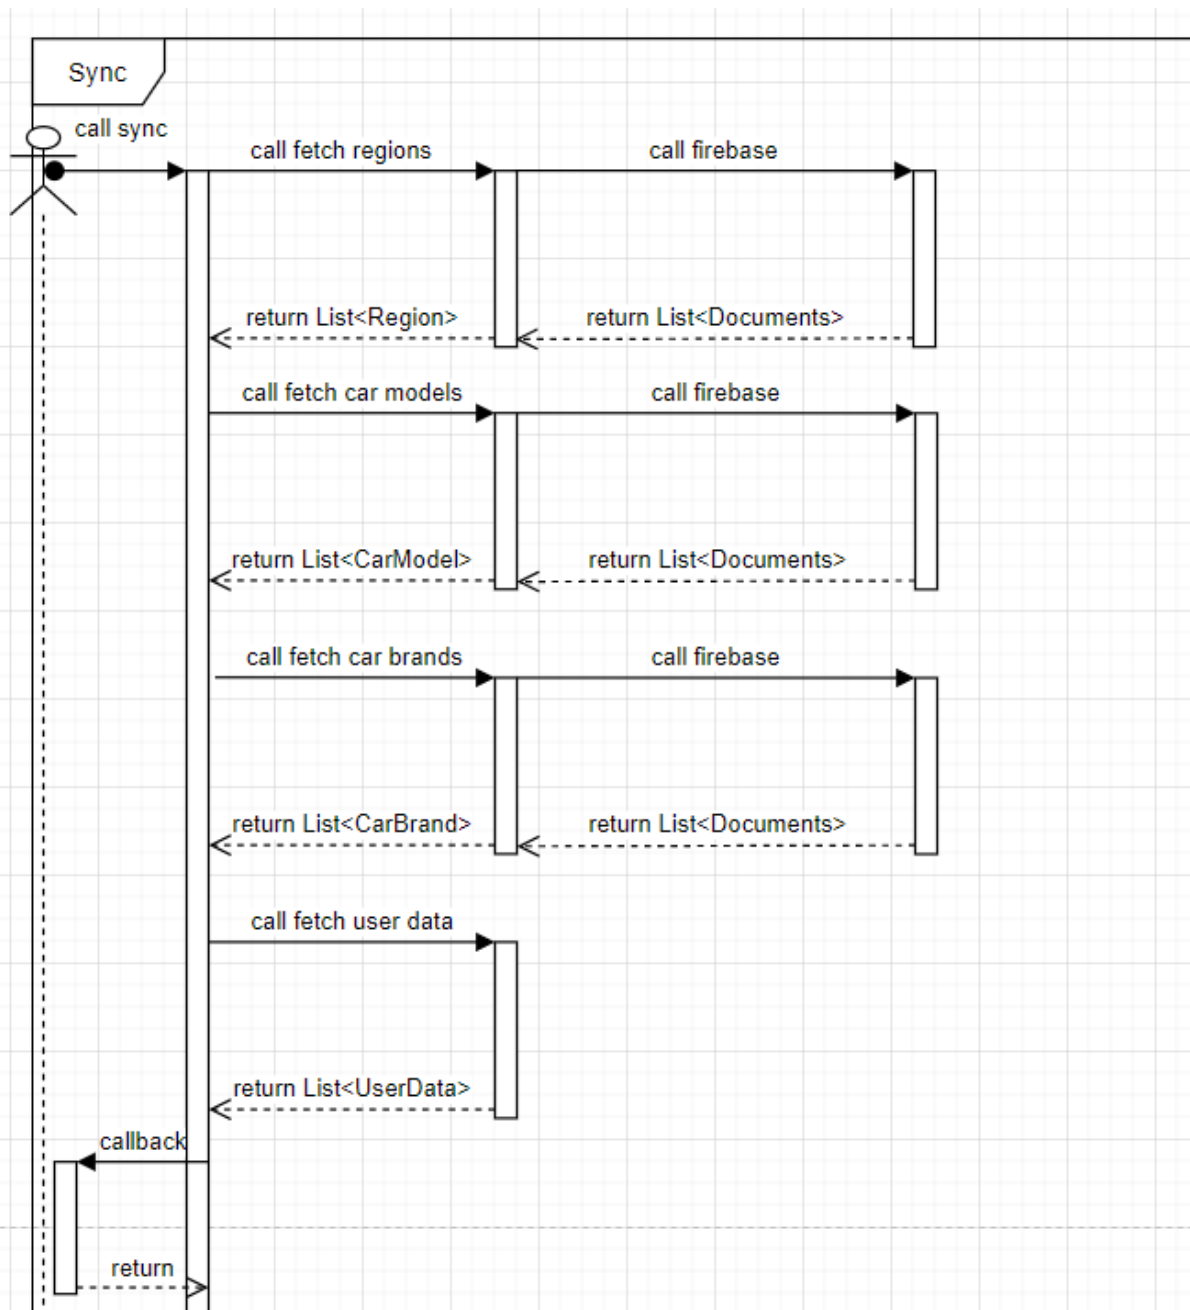 Sync
call sync
call fetch regions
call firebase
return List<Region>
return List<Documents>
call fetch car models
call firebase
return List<CarModel>
return List<Documents>
call fetch car brands
call firebase
return List<CarBrand>
return List<Documents>
call fetch user data
return List<UserData>
callback
return